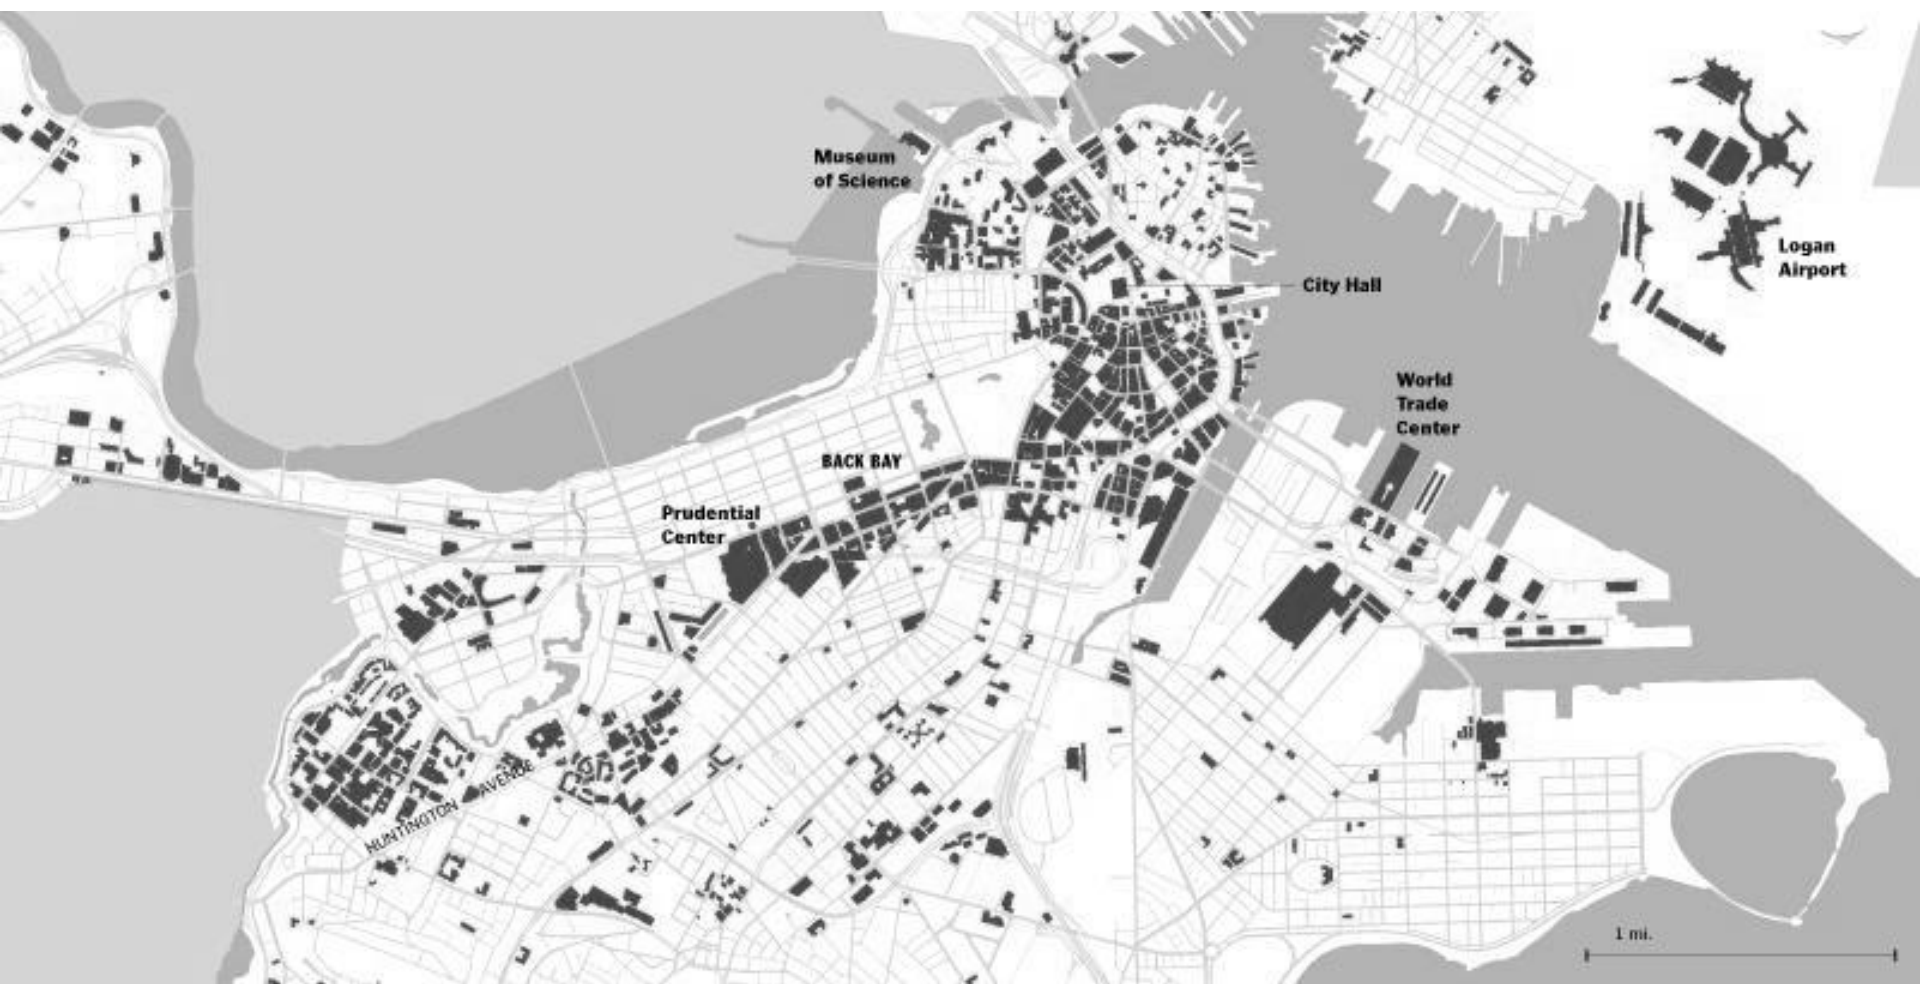 Museum
of Science
Logan
Airport
City Hall
World
Trade
Center
BACK BAY
Prudential
Center
HUNTINGTON AVENUE
1 mi.